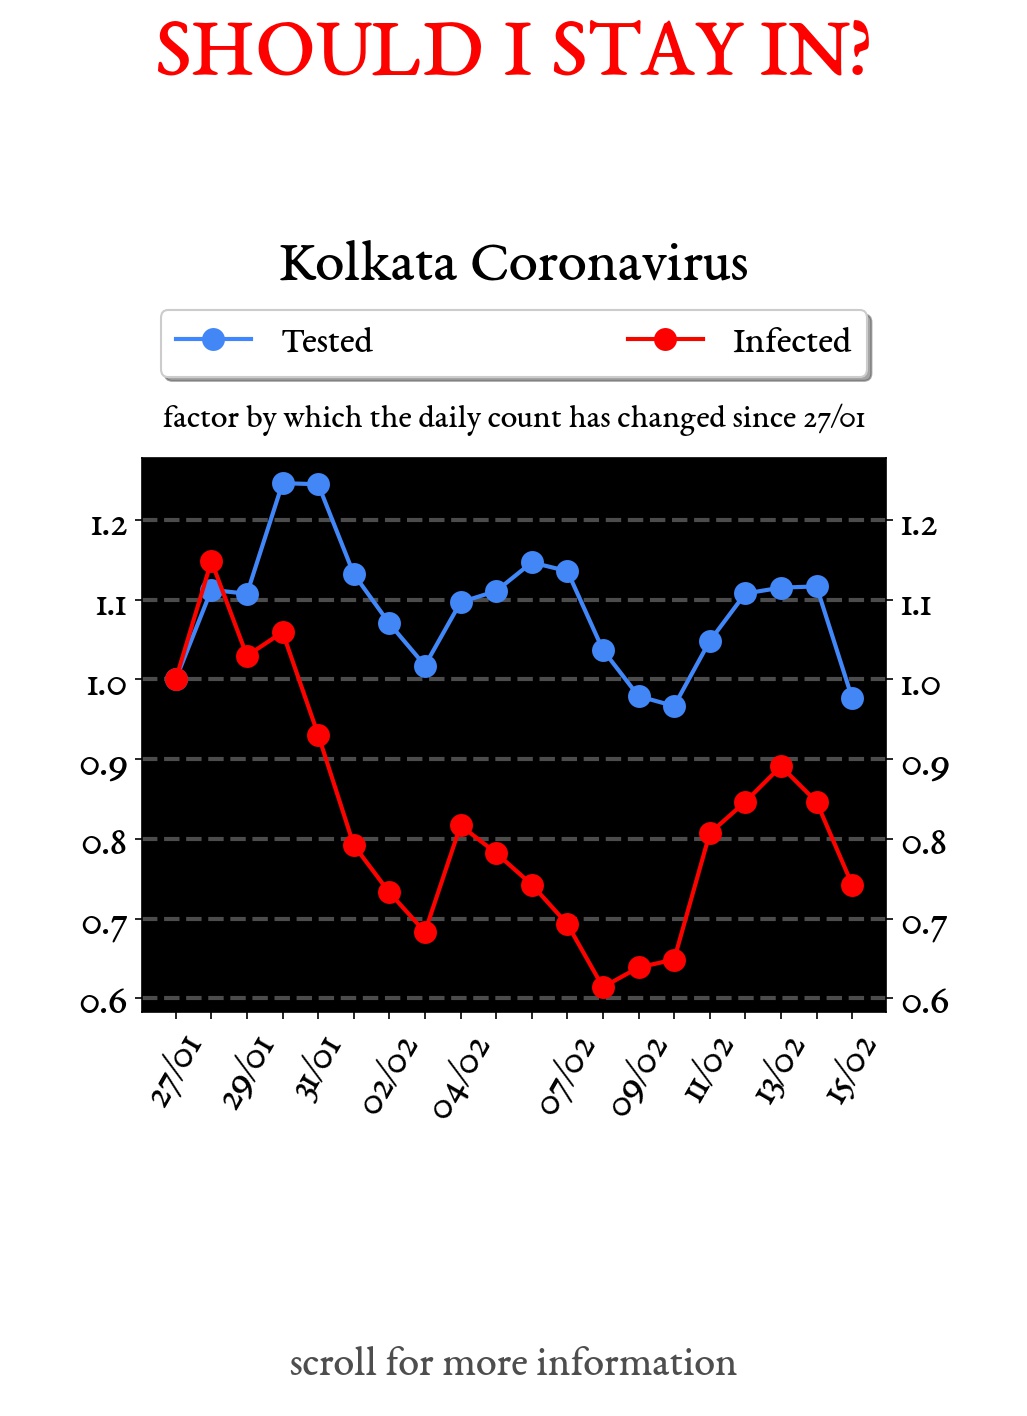 SHOULD I STAY IN?
Kolkata Coronavirus
Tested Infected
factor by which the daily count has changed since 27/01
1.2 1.2
1.1 1.1
1.0 1.0
0.9 0.9
0.8 0.8
0.7 0.7
0.6 0.6
27/01 29/01 31/01 02/02 04/02 07/02 09/02 11/02 13/02 15/02
scroll for more information